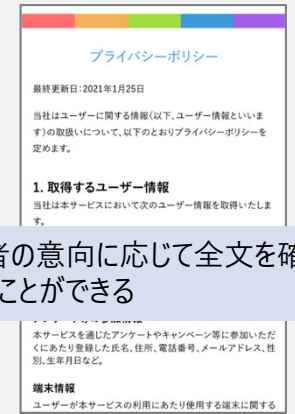 プライバシーポリシー
最終更新日：2021年1月25日
当社はユーザーに関する情報(以下、ユーザー情報といいま
す)の取扱いについて、以下のとおりプライバシーポリシーを
定めます。
1. 取得するユーザー情報
当社は本サービスにおいて次のユーザー情報を取得いたしま
す。
者の意向に応じて全文を確
ことができる
本サービスを通じたアンケートやキャンペーン等に参加いただ
くにあたり登録した氏名、住所、電話番号、メールアドレス、性
別、生年月日など。
端末情報
ユーザーが本サービスの利用にあたり使用する端末に関する